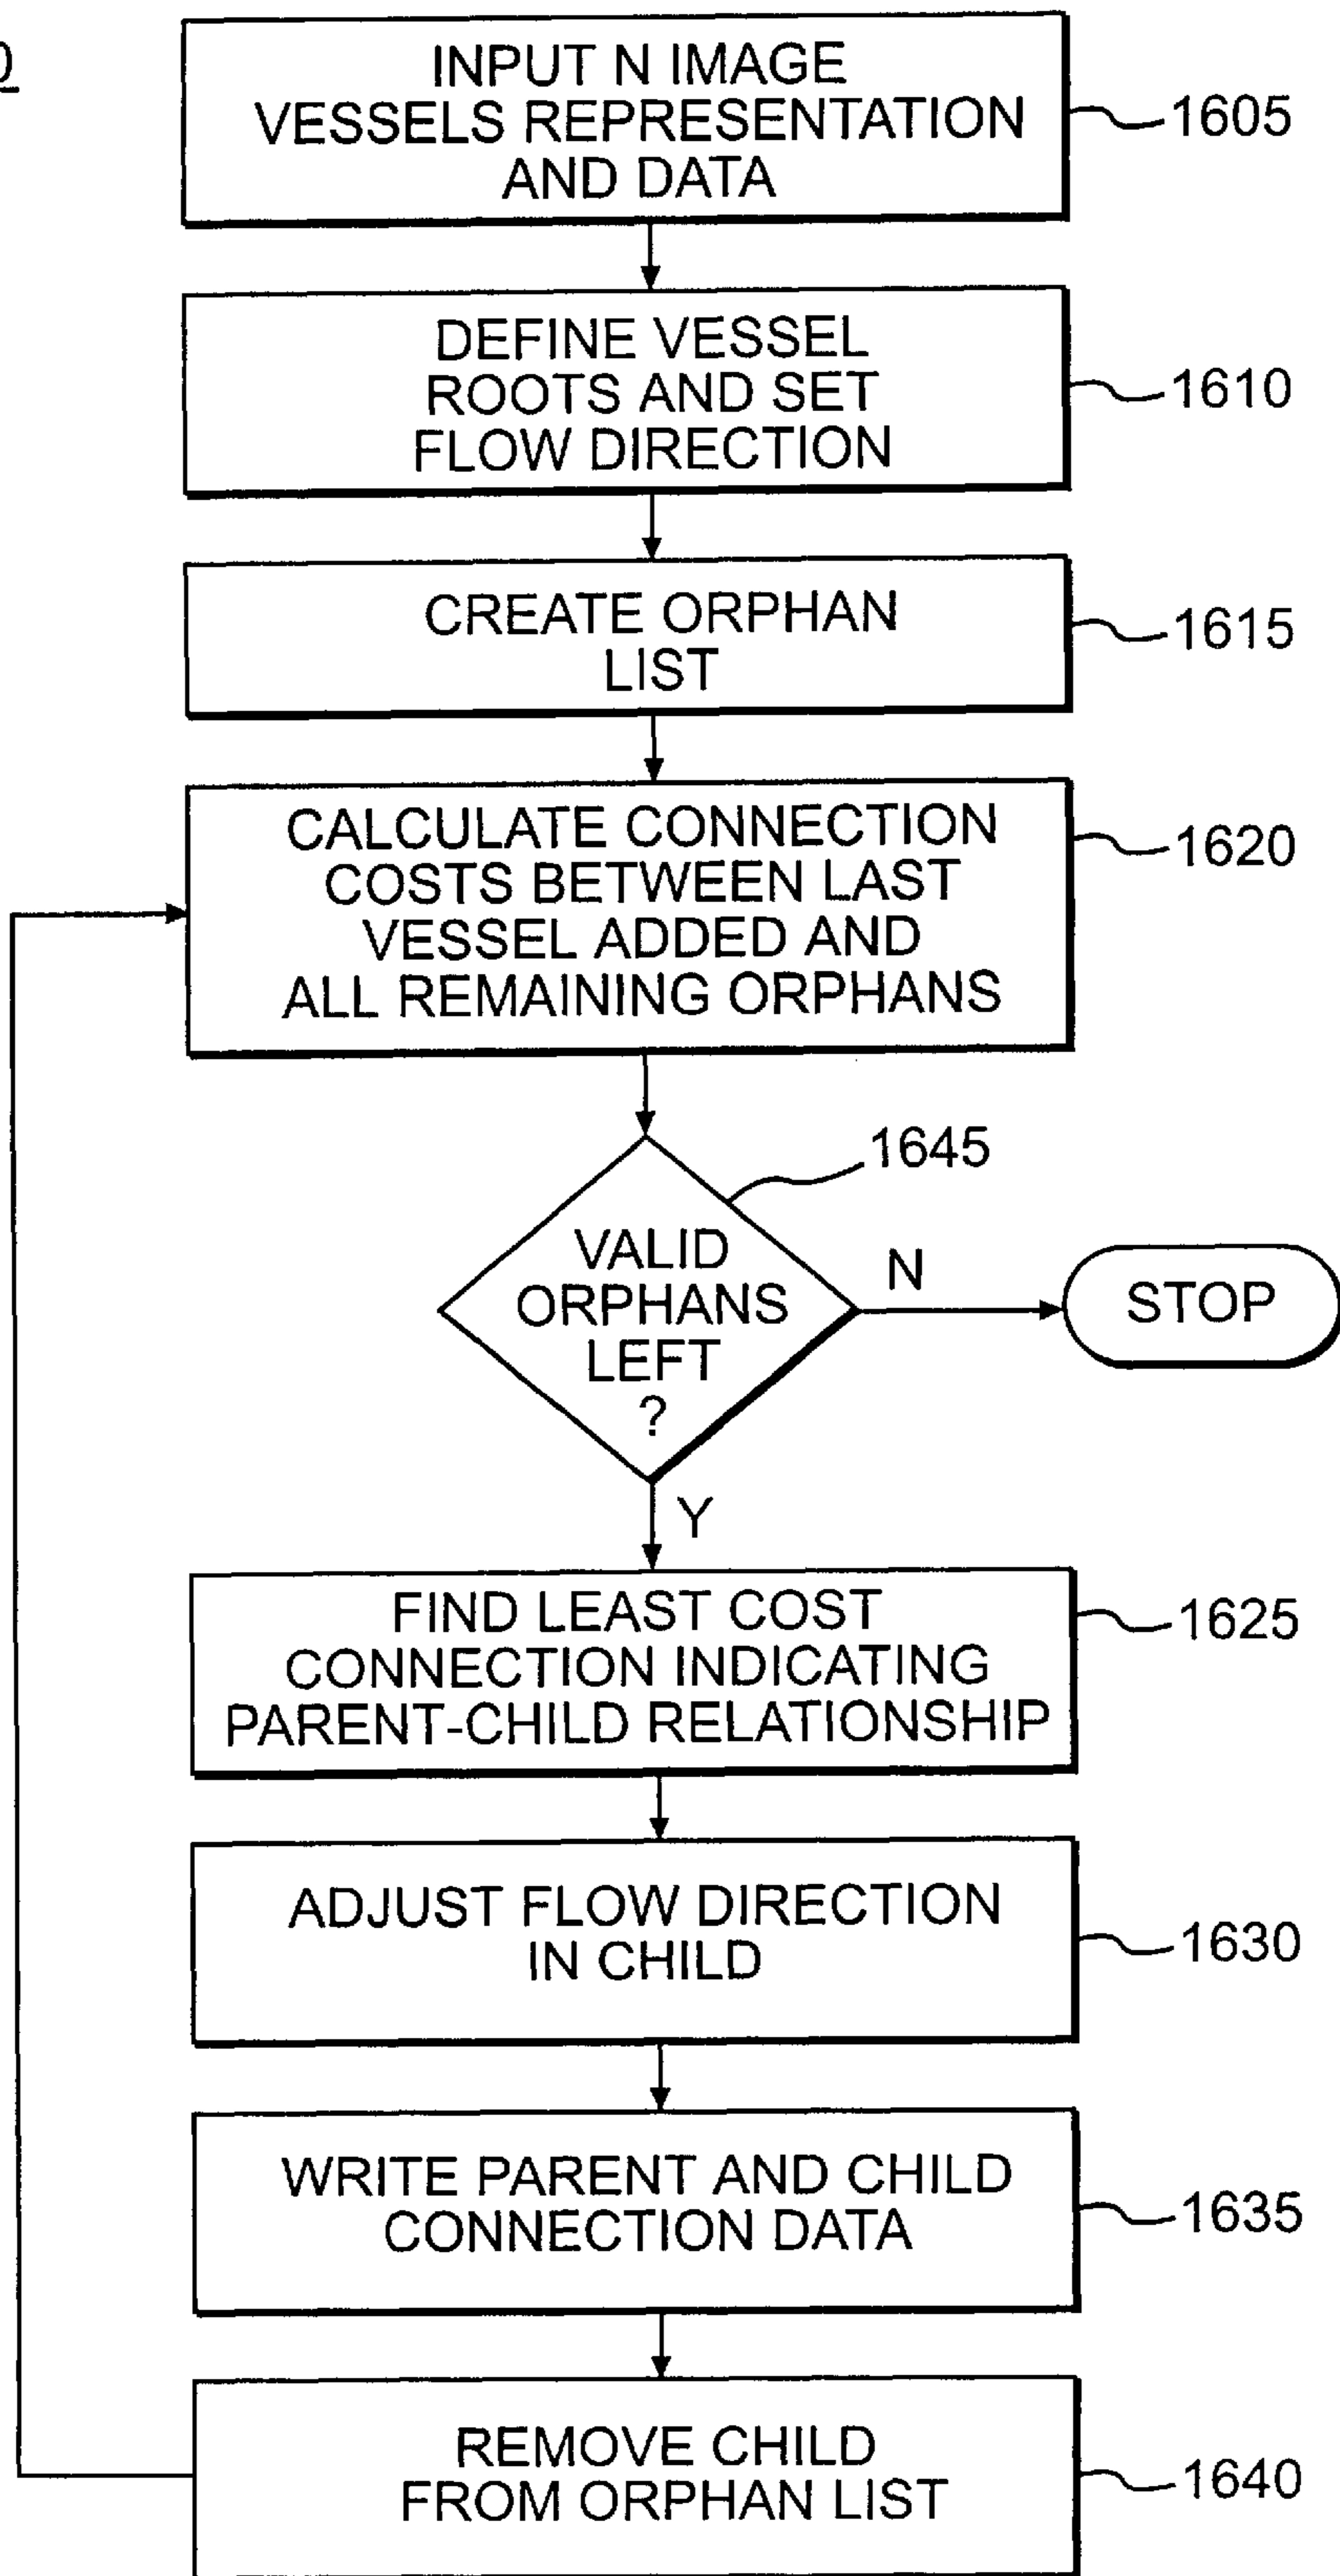 0
INPUT N IMAGE
VESSELS REPRESENTATION
AND DATA
1605
DEFINE VESSEL
ROOTS AND SET
FLOW DIRECTION
1610
CREATE ORPHAN
LIST
1615
CALCULATE CONNECTION
COSTS BETWEEN LAST
VESSEL ADDED AND
ALL REMAINING ORPHANS
1620
1645
VALID
ORPHANS
LEFT
?
N
STOP
Y
FIND LEAST COST
CONNECTION INDICATING
PARENT-CHILD RELATIONSHIP
1625
ADJUST FLOW DIRECTION
IN CHILD
1630
WRITE PARENT AND CHILD
CONNECTION DATA
1635
REMOVE CHILD
FROM ORPHAN LIST
1640